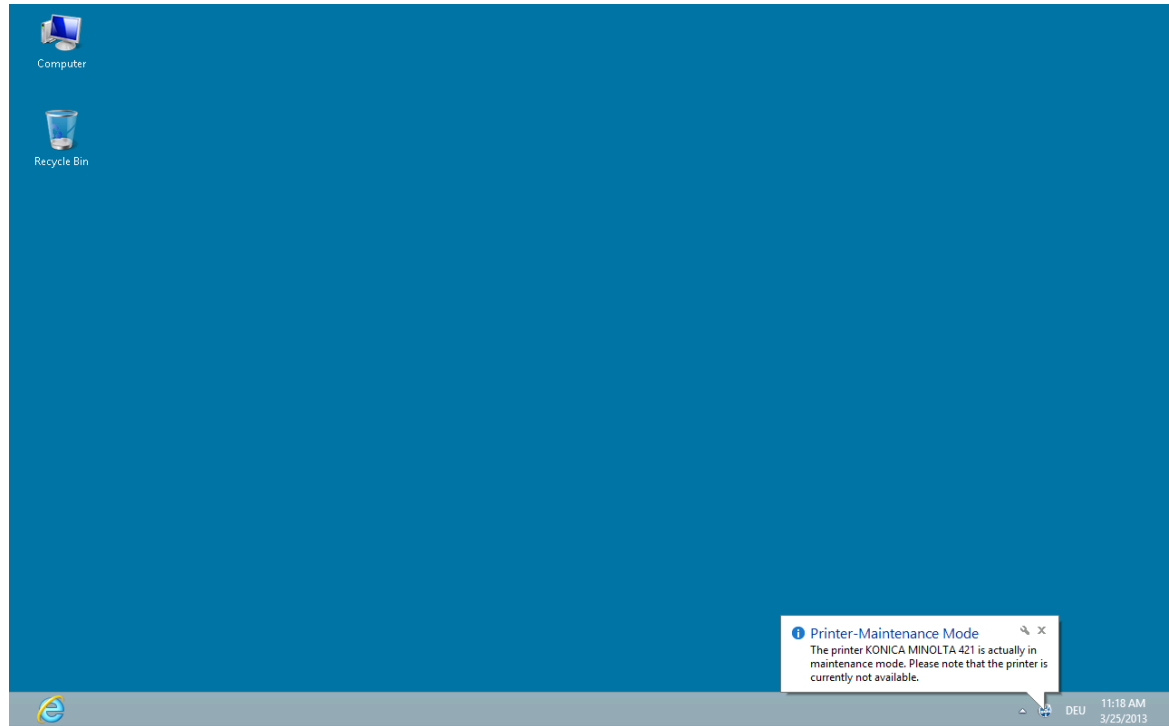 Computer
Recycle Bin
Printer-Maintenance Mode
The printer KONICA MINOLTA 421 is actually in
maintenance mode. Please note that the printer is
currently not available.
DEU
11:18 AM
3/25/2013